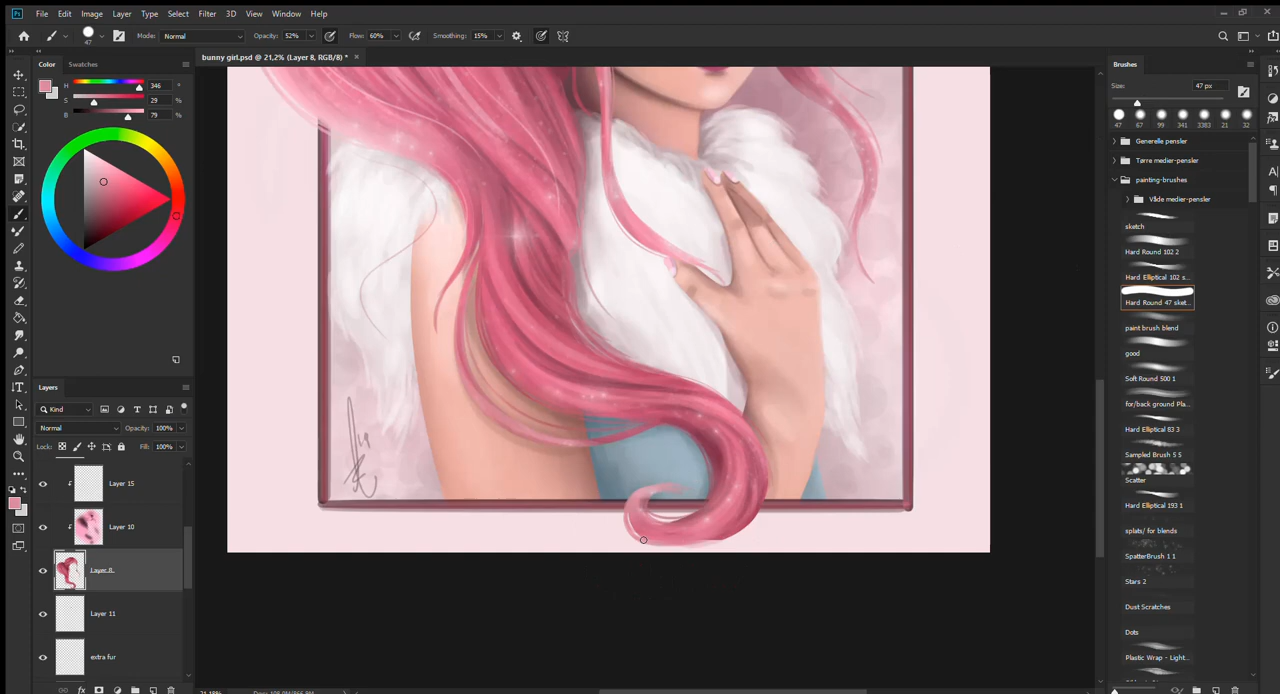 Ps File Edit Image Layer Type Select Filter 3D View Window Help
47 Mode: Normal Opacity: 52% Flow: 60% Smoothing: 15%
bunny girl.psd @ 21,2% (Layer 8, RGB/8) * ×
Color Swatches
H 346 °
S 29 %
B 79 %
Layers
Kind
Normal Opacity: 100%
Lock: Fill: 100%
Layer 15
Layer 10
Layer 8
Layer 11
extra fur
fx
Brushes
Size: 47 px
47 67 99 341 3383 21 32
Generelle pensler
Tørre medier-pensler
painting-brushes
Våde medier-pensler
sketch
Hard Round 102 2
Hard Elliptical 102 s...
Hard Round 47 sket...
paint brush blend
good
Soft Round 500 1
for/back ground Pla...
Hard Elliptical 83 3
Sampled Brush 5 5
Scatter
Hard Elliptical 193 1
splats/ for blends
SpatterBrush 1 1
Stars 2
Dust Scratches
Dots
Plastic Wrap - Light...